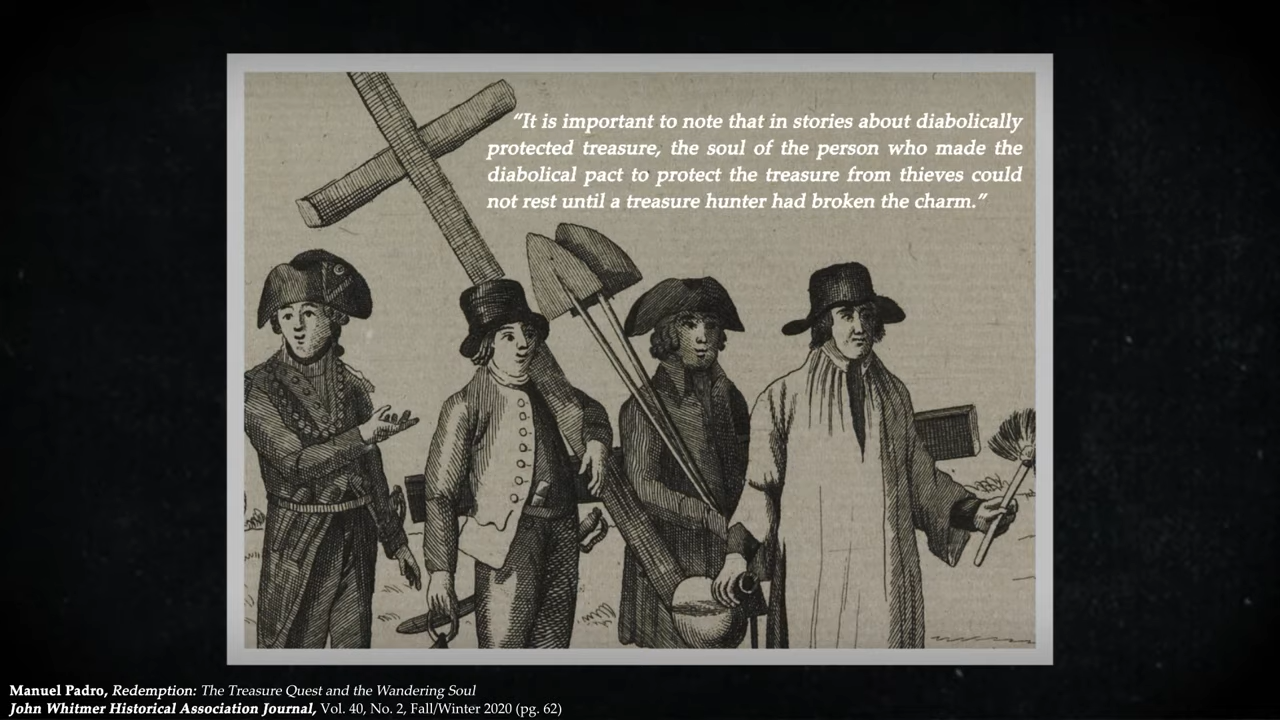 “It is important to note that in stories about diabolically
protected treasure, the soul of the person who made the
diabolical pact to protect the treasure from thieves could
not rest until a treasure hunter had broken the charm.”
Manuel Padro, Redemption: The Treasure Quest and the Wandering Soul
John Whitmer Historical Association Journal, Vol. 40, No. 2, Fall/Winter 2020 (pg. 62)